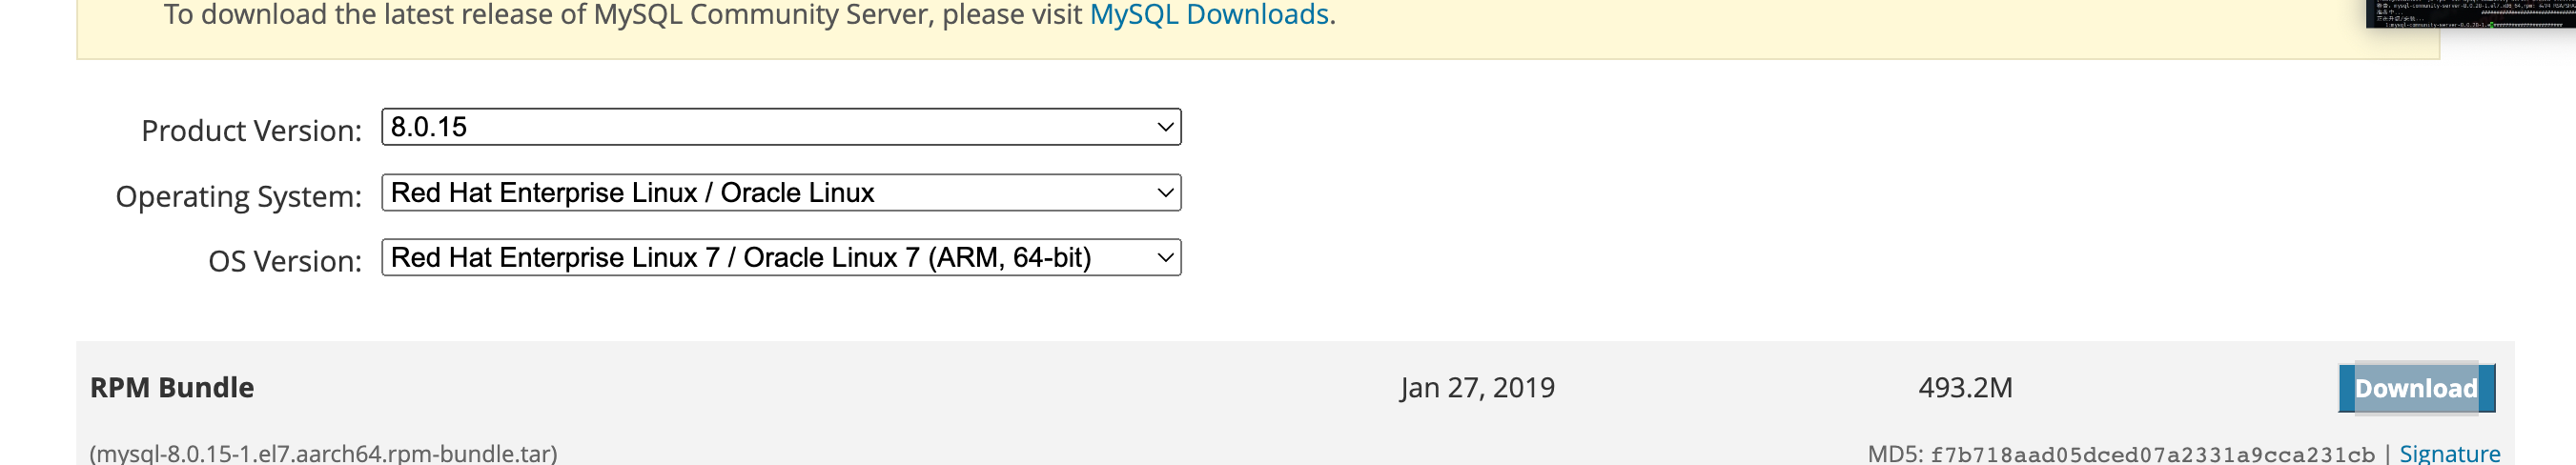 To download the latest release of MySQL Community Server, please visit MySQL Downloads.
Product Version: 8.0.15
Operating System: Red Hat Enterprise Linux / Oracle Linux
OS Version: Red Hat Enterprise Linux 7 / Oracle Linux 7 (ARM, 64-bit)
RPM Bundle Jan 27, 2019 493.2M Download
(mysql-8.0.15-1.el7.aarch64.rpm-bundle.tar) MD5: f7b718aad05dced07a2331a9cca231cb | Signature